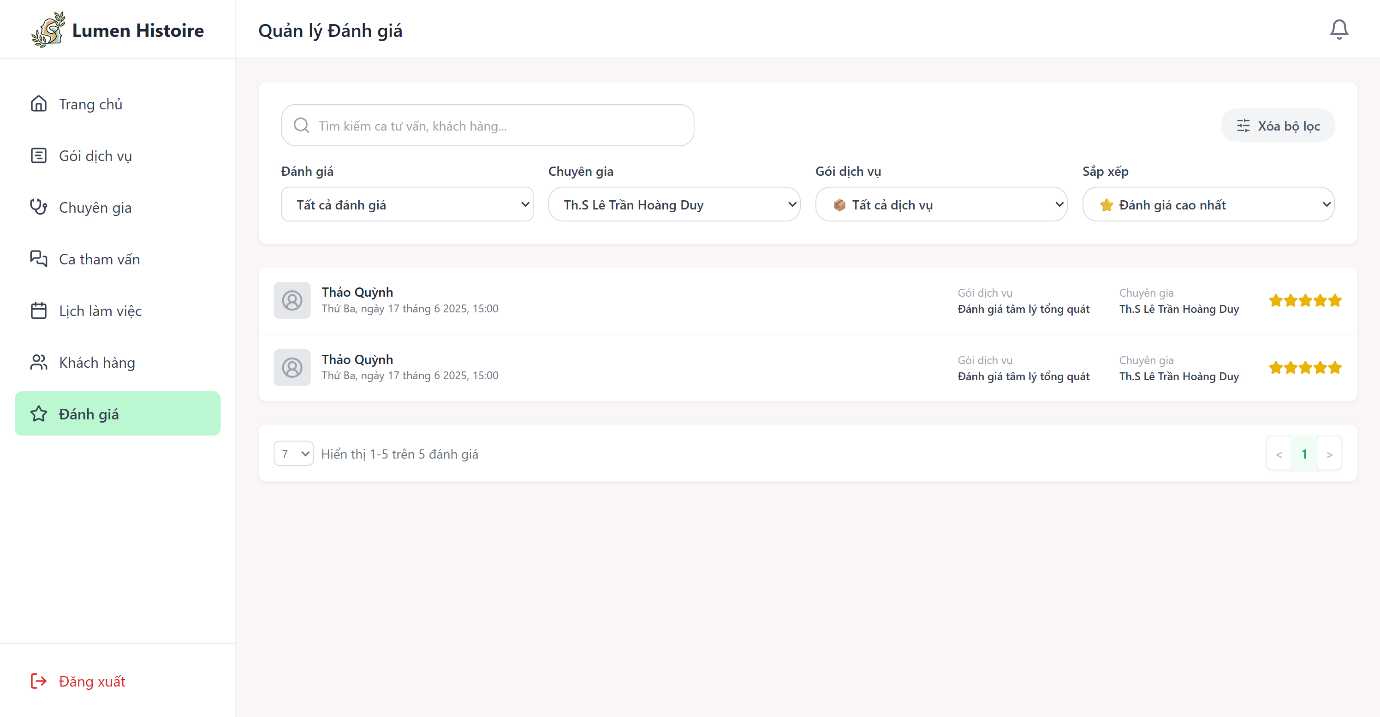 Lumen Histoire
Quản lý Đánh giá
Trang chủ
Gói dịch vụ
Chuyên gia
Ca tham vấn
Lịch làm việc
Khách hàng
Đánh giá
Đăng xuất
Tìm kiếm ca tư vấn, khách hàng...
Xóa bộ lọc
Đánh giá
Chuyên gia
Gói dịch vụ
Sắp xếp
Tất cả đánh giá
Th.S Lê Trần Hoàng Duy
Tất cả dịch vụ
Đánh giá cao nhất
Thảo Quỳnh
Thứ Ba, ngày 17 tháng 6 2025, 15:00
Gói dịch vụ
Đánh giá tâm lý tổng quát
Chuyên gia
Th.S Lê Trần Hoàng Duy
Thảo Quỳnh
Thứ Ba, ngày 17 tháng 6 2025, 15:00
Gói dịch vụ
Đánh giá tâm lý tổng quát
Chuyên gia
Th.S Lê Trần Hoàng Duy
7
Hiển thị 1-5 trên 5 đánh giá
< 1 >